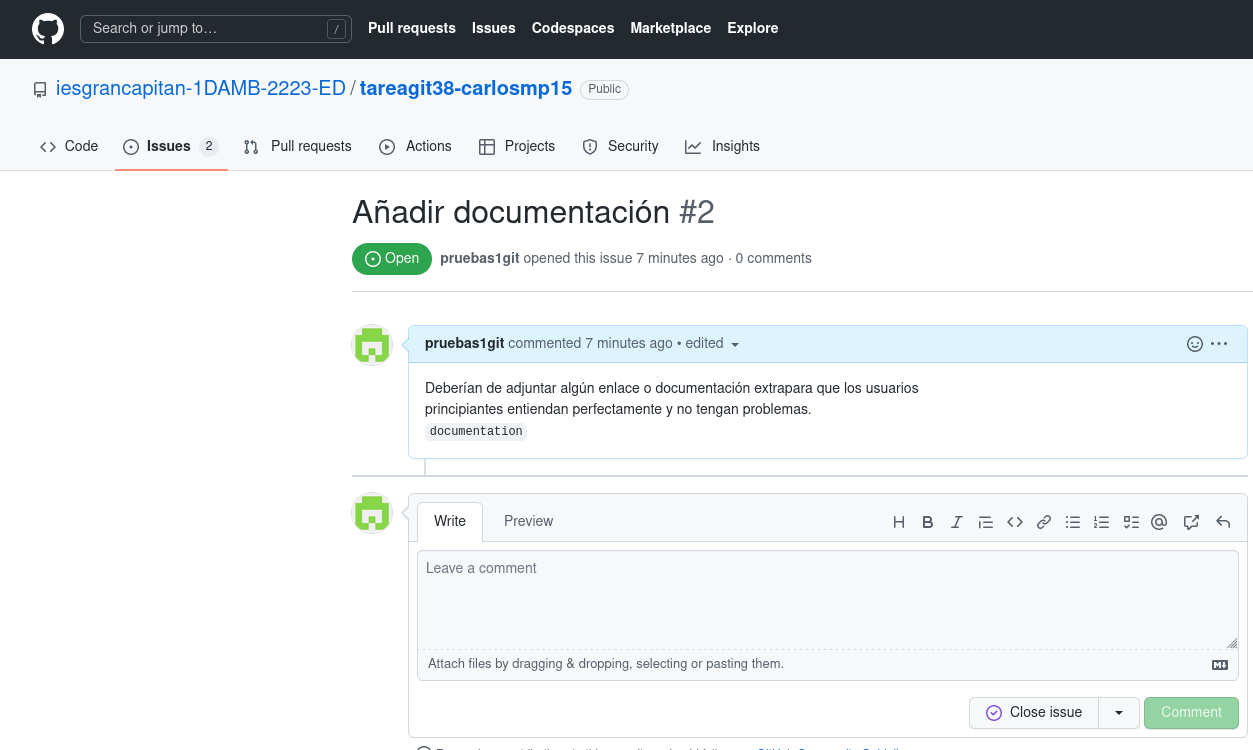 Search or jump to…
/
Pull requests Issues Codespaces Marketplace Explore
iesgrancapitan-1DAMB-2223-ED / tareagit38-carlosmp15 Public
Code Issues 2 Pull requests Actions Projects Security Insights
Añadir documentación #2
Open pruebas1git opened this issue 7 minutes ago · 0 comments
pruebas1git commented 7 minutes ago • edited
Deberían de adjuntar algún enlace o documentación extrapara que los usuarios
principiantes entiendan perfectamente y no tengan problemas.
documentation
Write Preview
Leave a comment
Attach files by dragging & dropping, selecting or pasting them.
Close issue Comment